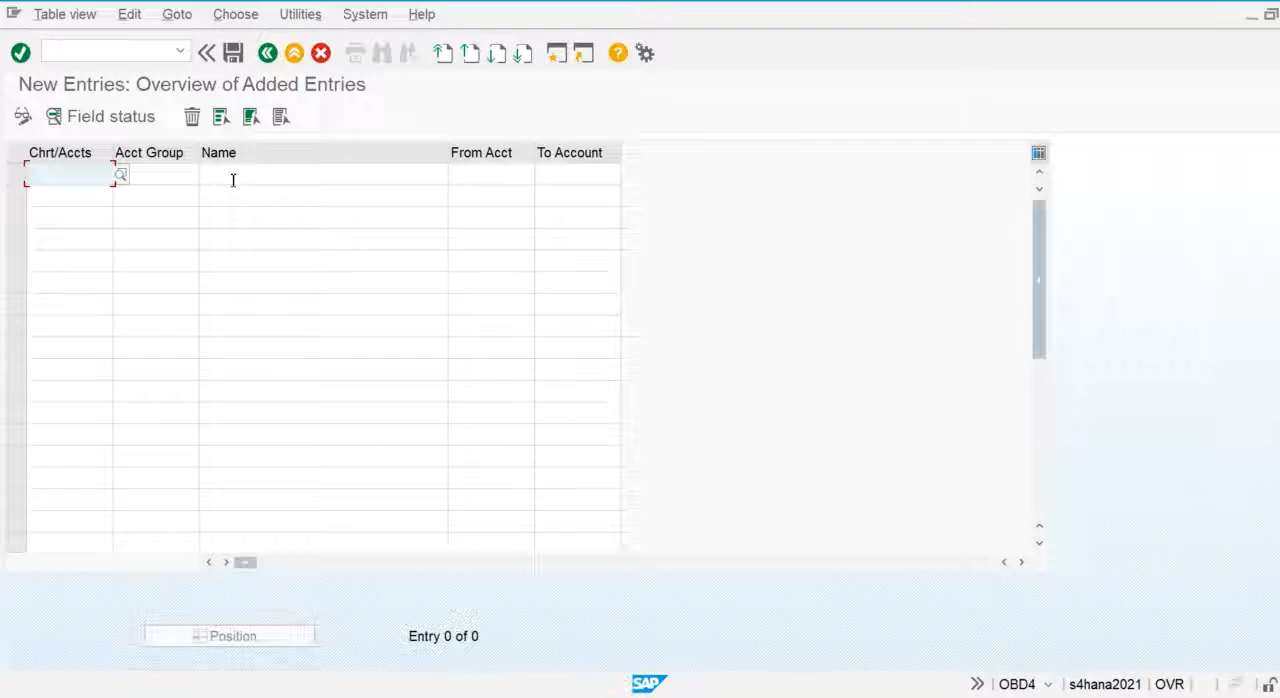 Table view Edit Goto Choose Utilities System Help
New Entries: Overview of Added Entries
Field status
Chrt/Accts Acct Group Name From Acct To Account
Position Entry 0 of 0
SAP OBD4 s4hana2021 OVR